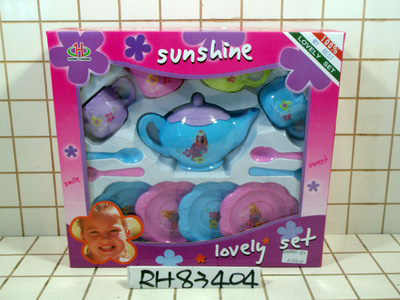 sunshine
100%
LOVELY SET
smile
sweet
lovely set
RH83404